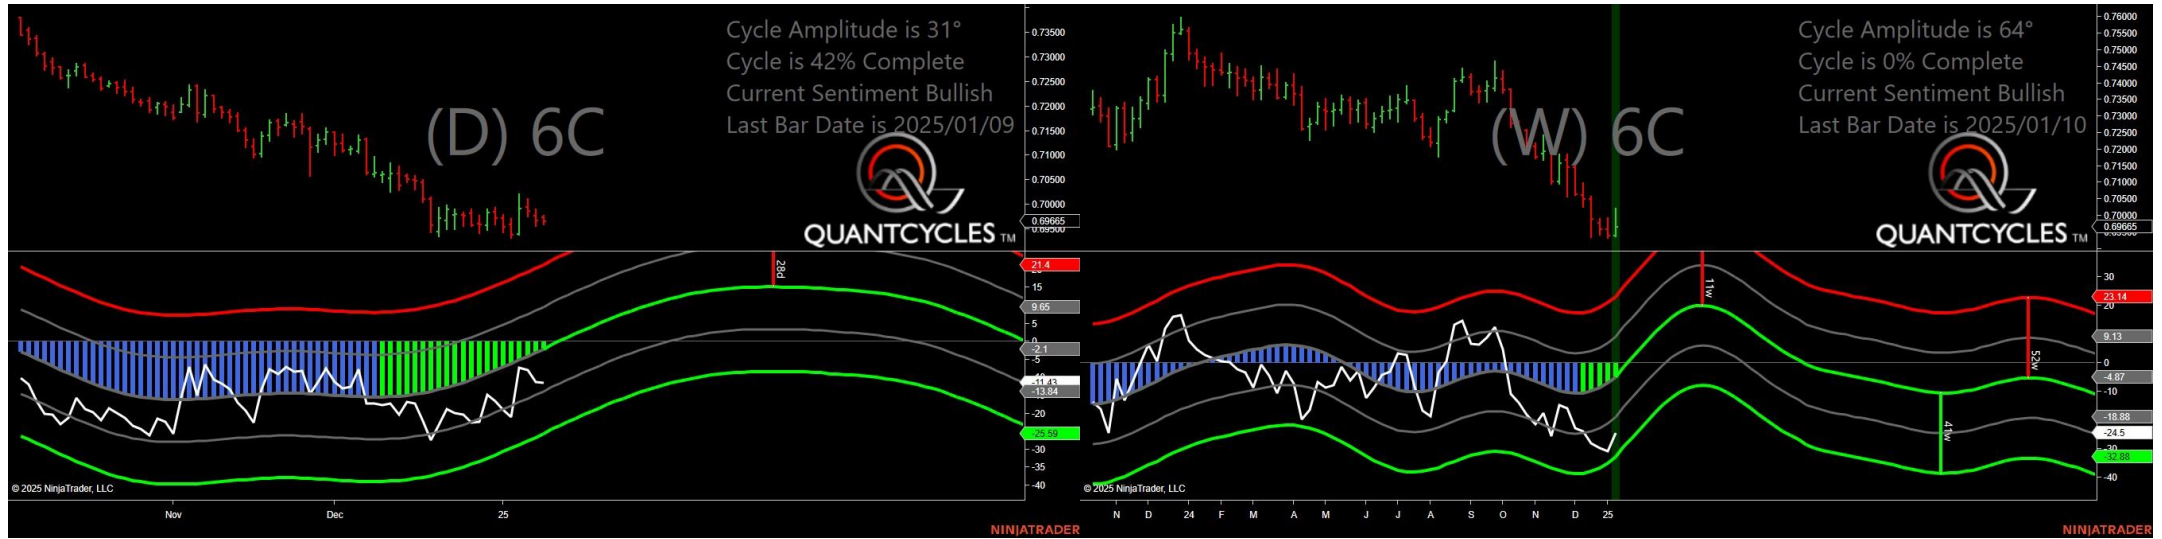 Cycle Amplitude is 31°
Cycle is 42% Complete
Current Sentiment Bullish
Last Bar Date is 2025/01/09
(D) 6C
QUANTCYCLES TM
0.73500
0.73000
0.72500
0.72000
0.71500
0.71000
0.70500
0.70000
0.69665
0.69500
28d
21.4
15
9.65
5
0
-2.1
-5
-11.43
-13.84
-20
-25.59
-30
-35
-40
© 2025 NinjaTrader, LLC
Nov
Dec
25
NINJATRADER
Cycle Amplitude is 64°
Cycle is 0% Complete
Current Sentiment Bullish
Last Bar Date is 2025/01/10
(W) 6C
QUANTCYCLES TM
0.76000
0.75500
0.75000
0.74500
0.74000
0.73500
0.73000
0.72500
0.72000
0.71500
0.71000
0.70500
0.70000
0.69665
11w
52w
41w
30
23.14
20
9.13
0
-4.87
-10
-18.88
-24.5
-30
-32.88
-40
© 2025 NinjaTrader, LLC
N D 24 F M A M J J A S O N D 25
NINJATRADER